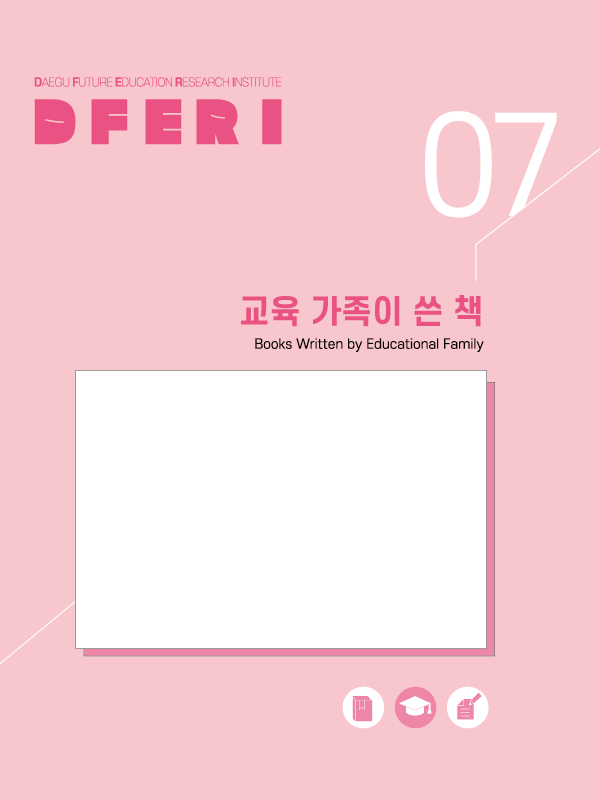 DAEGU FUTURE EDUCATION RESEARCH INSTITUTE
DFERI
07
교육 가족이 쓴 책
Books Written by Educational Family